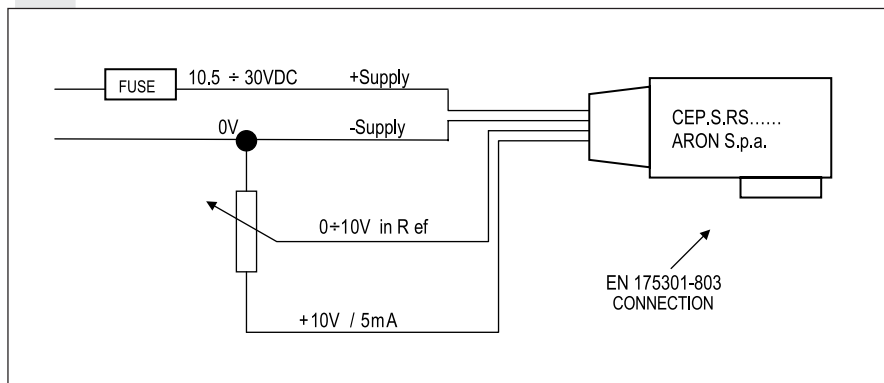 FUSE
10.5 ÷ 30VDC
+Supply
0V
-Supply
CEP.S.RS......
ARON S.p.a.
0÷10V in R ef
EN 175301-803
CONNECTION
+10V / 5mA